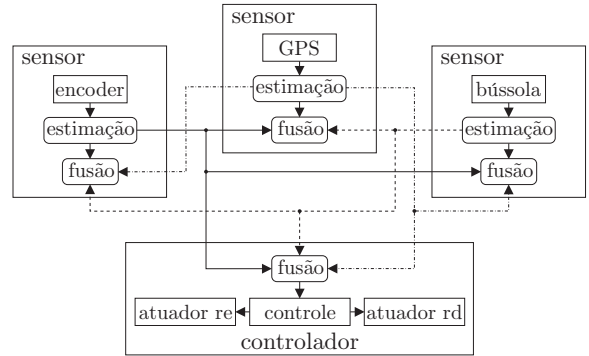 sensor
GPS
estimação
fusão
sensor
encoder
estimação
fusão
sensor
bússola
estimação
fusão
fusão
atuador re
controle
atuador rd
controlador